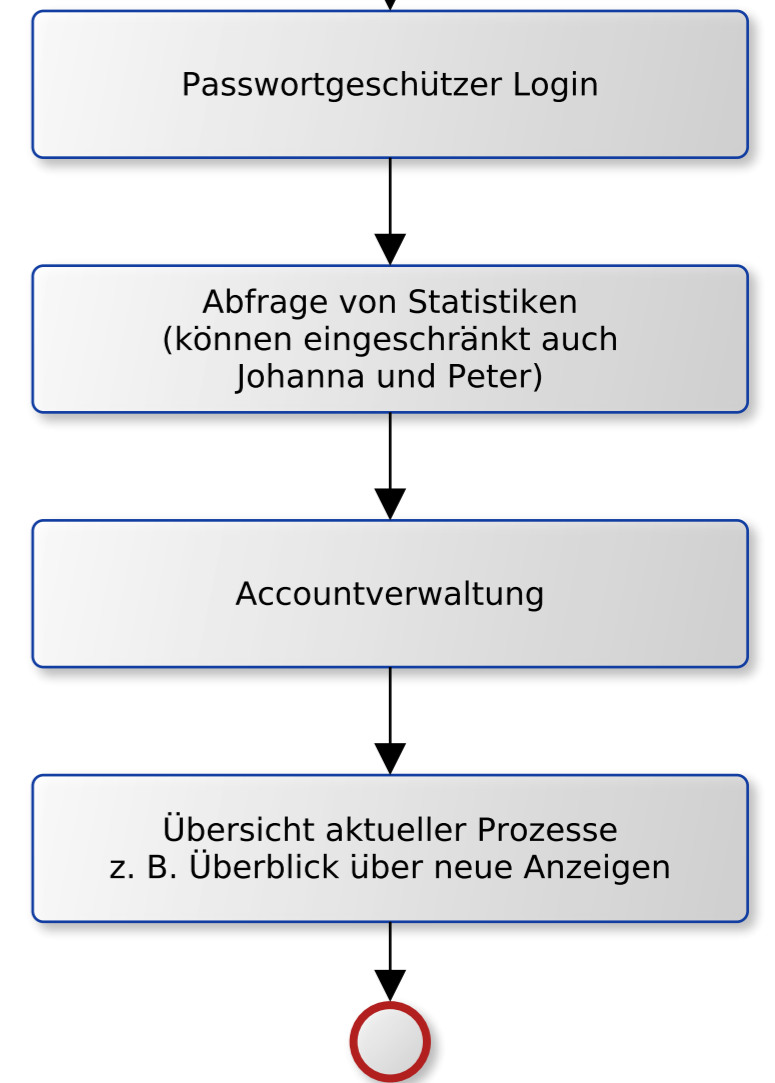 Passwortgeschützer Login
Abfrage von Statistiken
(können eingeschränkt auch
Johanna und Peter)
Accountverwaltung
Übersicht aktueller Prozesse
z. B. Überblick über neue Anzeigen